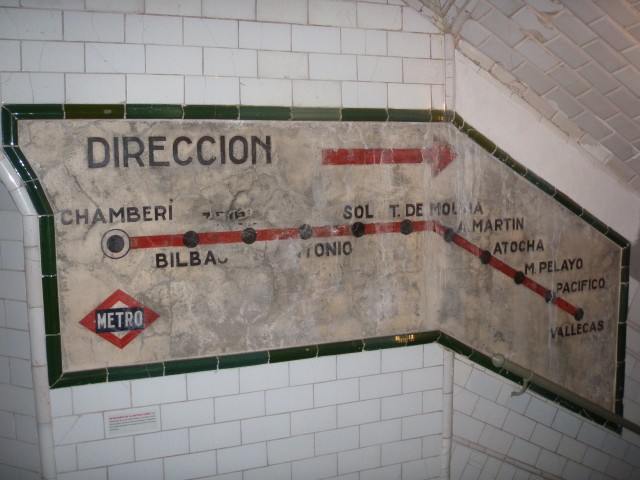 DIRECCION
CHAMBERÍ
BILBAO
SOL
T. DE MOLINA
A. MARTIN
ATOCHA
M. PELAYO
PACIFICO
VALLECAS
METRO